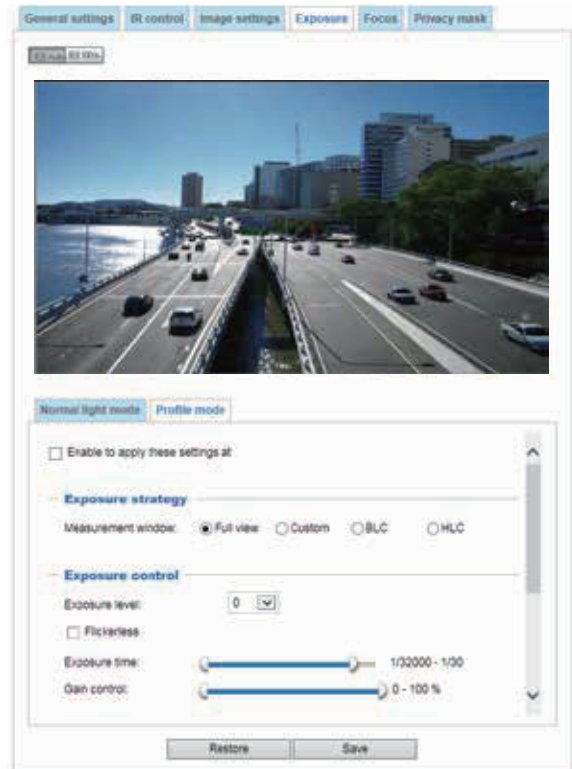 General settings IR control Image settings Exposure Focus Privacy mask
Normal light mode Profile mode
Enable to apply these settings at
Exposure strategy
Measurement window: Full view Custom BLC HLC
Exposure control
Exposure level: 0
Flickerless
Exposure time: 1/32000 - 1/30
Gain control: 0 - 100 %
Restore Save